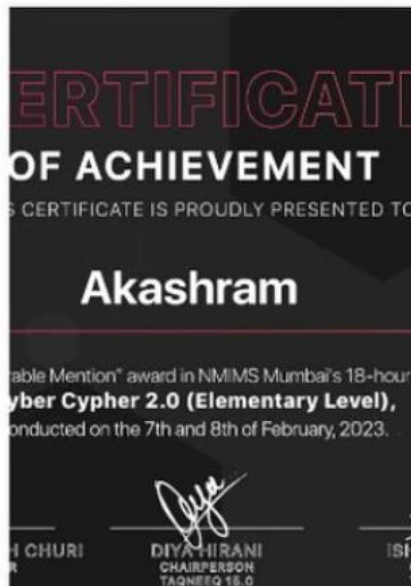 ERTIFICAT
OF ACHIEVEMENT
S CERTIFICATE IS PROUDLY PRESENTED TO
Akashram
rable Mention" award in NMIMS Mumbai's 18-hour
yber Cypher 2.0 (Elementary Level),
onducted on the 7th and 8th of February, 2023.
H CHURI DIYA HIRANI ISI
R CHAIRPERSON
TAQNEEQ 15.0